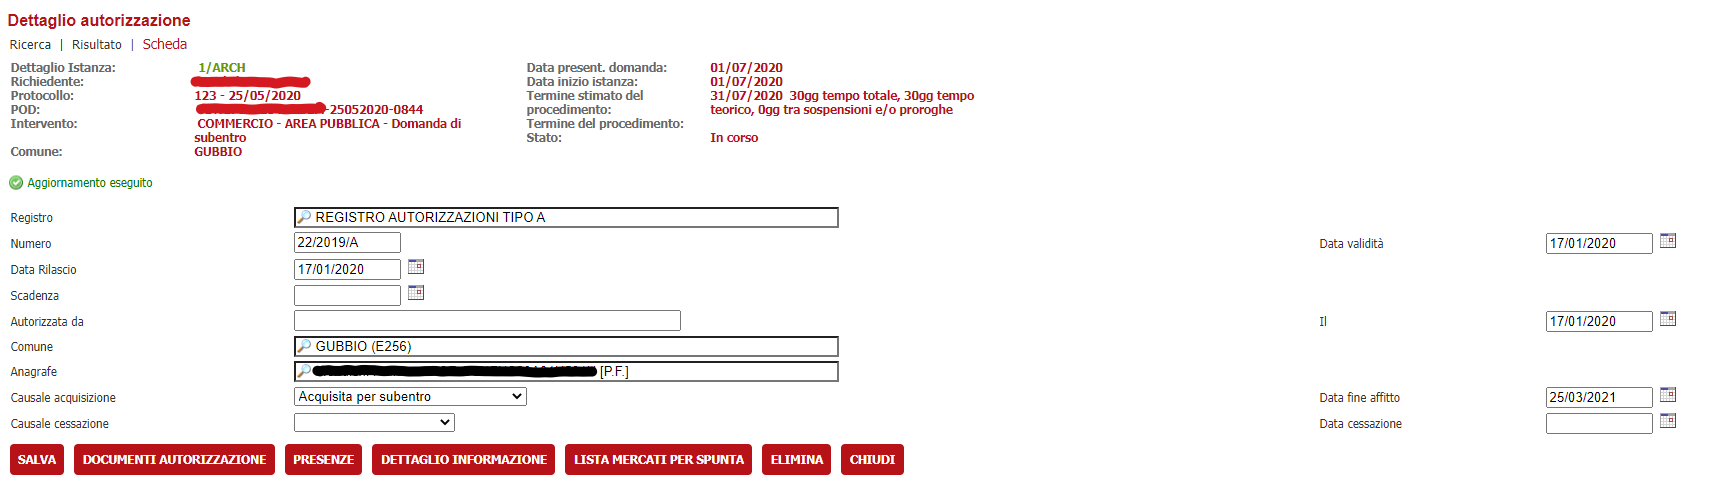 Dettaglio autorizzazione
Ricerca | Risultato | Scheda
Dettaglio Istanza: 1/ARCH
Richiedente:
Protocollo: 123 - 25/05/2020
POD: -25052020-0844
Intervento: COMMERCIO - AREA PUBBLICA - Domanda di
subentro
Comune: GUBBIO
Data present. domanda: 01/07/2020
Data inizio istanza: 01/07/2020
Termine stimato del 31/07/2020 30gg tempo totale, 30gg tempo
procedimento: teorico, 0gg tra sospensioni e/o proroghe
Termine del procedimento:
Stato: In corso
Aggiornamento eseguito
Registro REGISTRO AUTORIZZAZIONI TIPO A
Numero 22/2019/A Data validità 17/01/2020
Data Rilascio 17/01/2020
Scadenza
Autorizzata da Il 17/01/2020
Comune GUBBIO (E256)
Anagrafe [P.F.]
Causale acquisizione Acquisita per subentro Data fine affitto 25/03/2021
Causale cessazione Data cessazione
SALVA DOCUMENTI AUTORIZZAZIONE PRESENZE DETTAGLIO INFORMAZIONE LISTA MERCATI PER SPUNTA ELIMINA CHIUDI